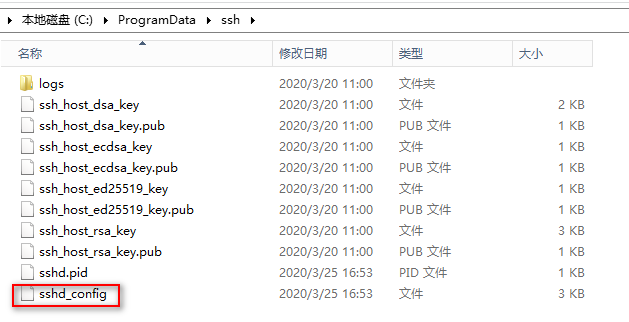 本地磁盘 (C:) ProgramData ssh
名称 修改日期 类型 大小
logs 2020/3/20 11:00 文件夹
ssh_host_dsa_key 2020/3/20 11:00 文件 2 KB
ssh_host_dsa_key.pub 2020/3/20 11:00 PUB 文件 1 KB
ssh_host_ecdsa_key 2020/3/20 11:00 文件 1 KB
ssh_host_ecdsa_key.pub 2020/3/20 11:00 PUB 文件 1 KB
ssh_host_ed25519_key 2020/3/20 11:00 文件 1 KB
ssh_host_ed25519_key.pub 2020/3/20 11:00 PUB 文件 1 KB
ssh_host_rsa_key 2020/3/20 11:00 文件 3 KB
ssh_host_rsa_key.pub 2020/3/20 11:00 PUB 文件 1 KB
sshd.pid 2020/3/25 16:53 PID 文件 1 KB
sshd_config 2020/3/25 16:53 文件 3 KB